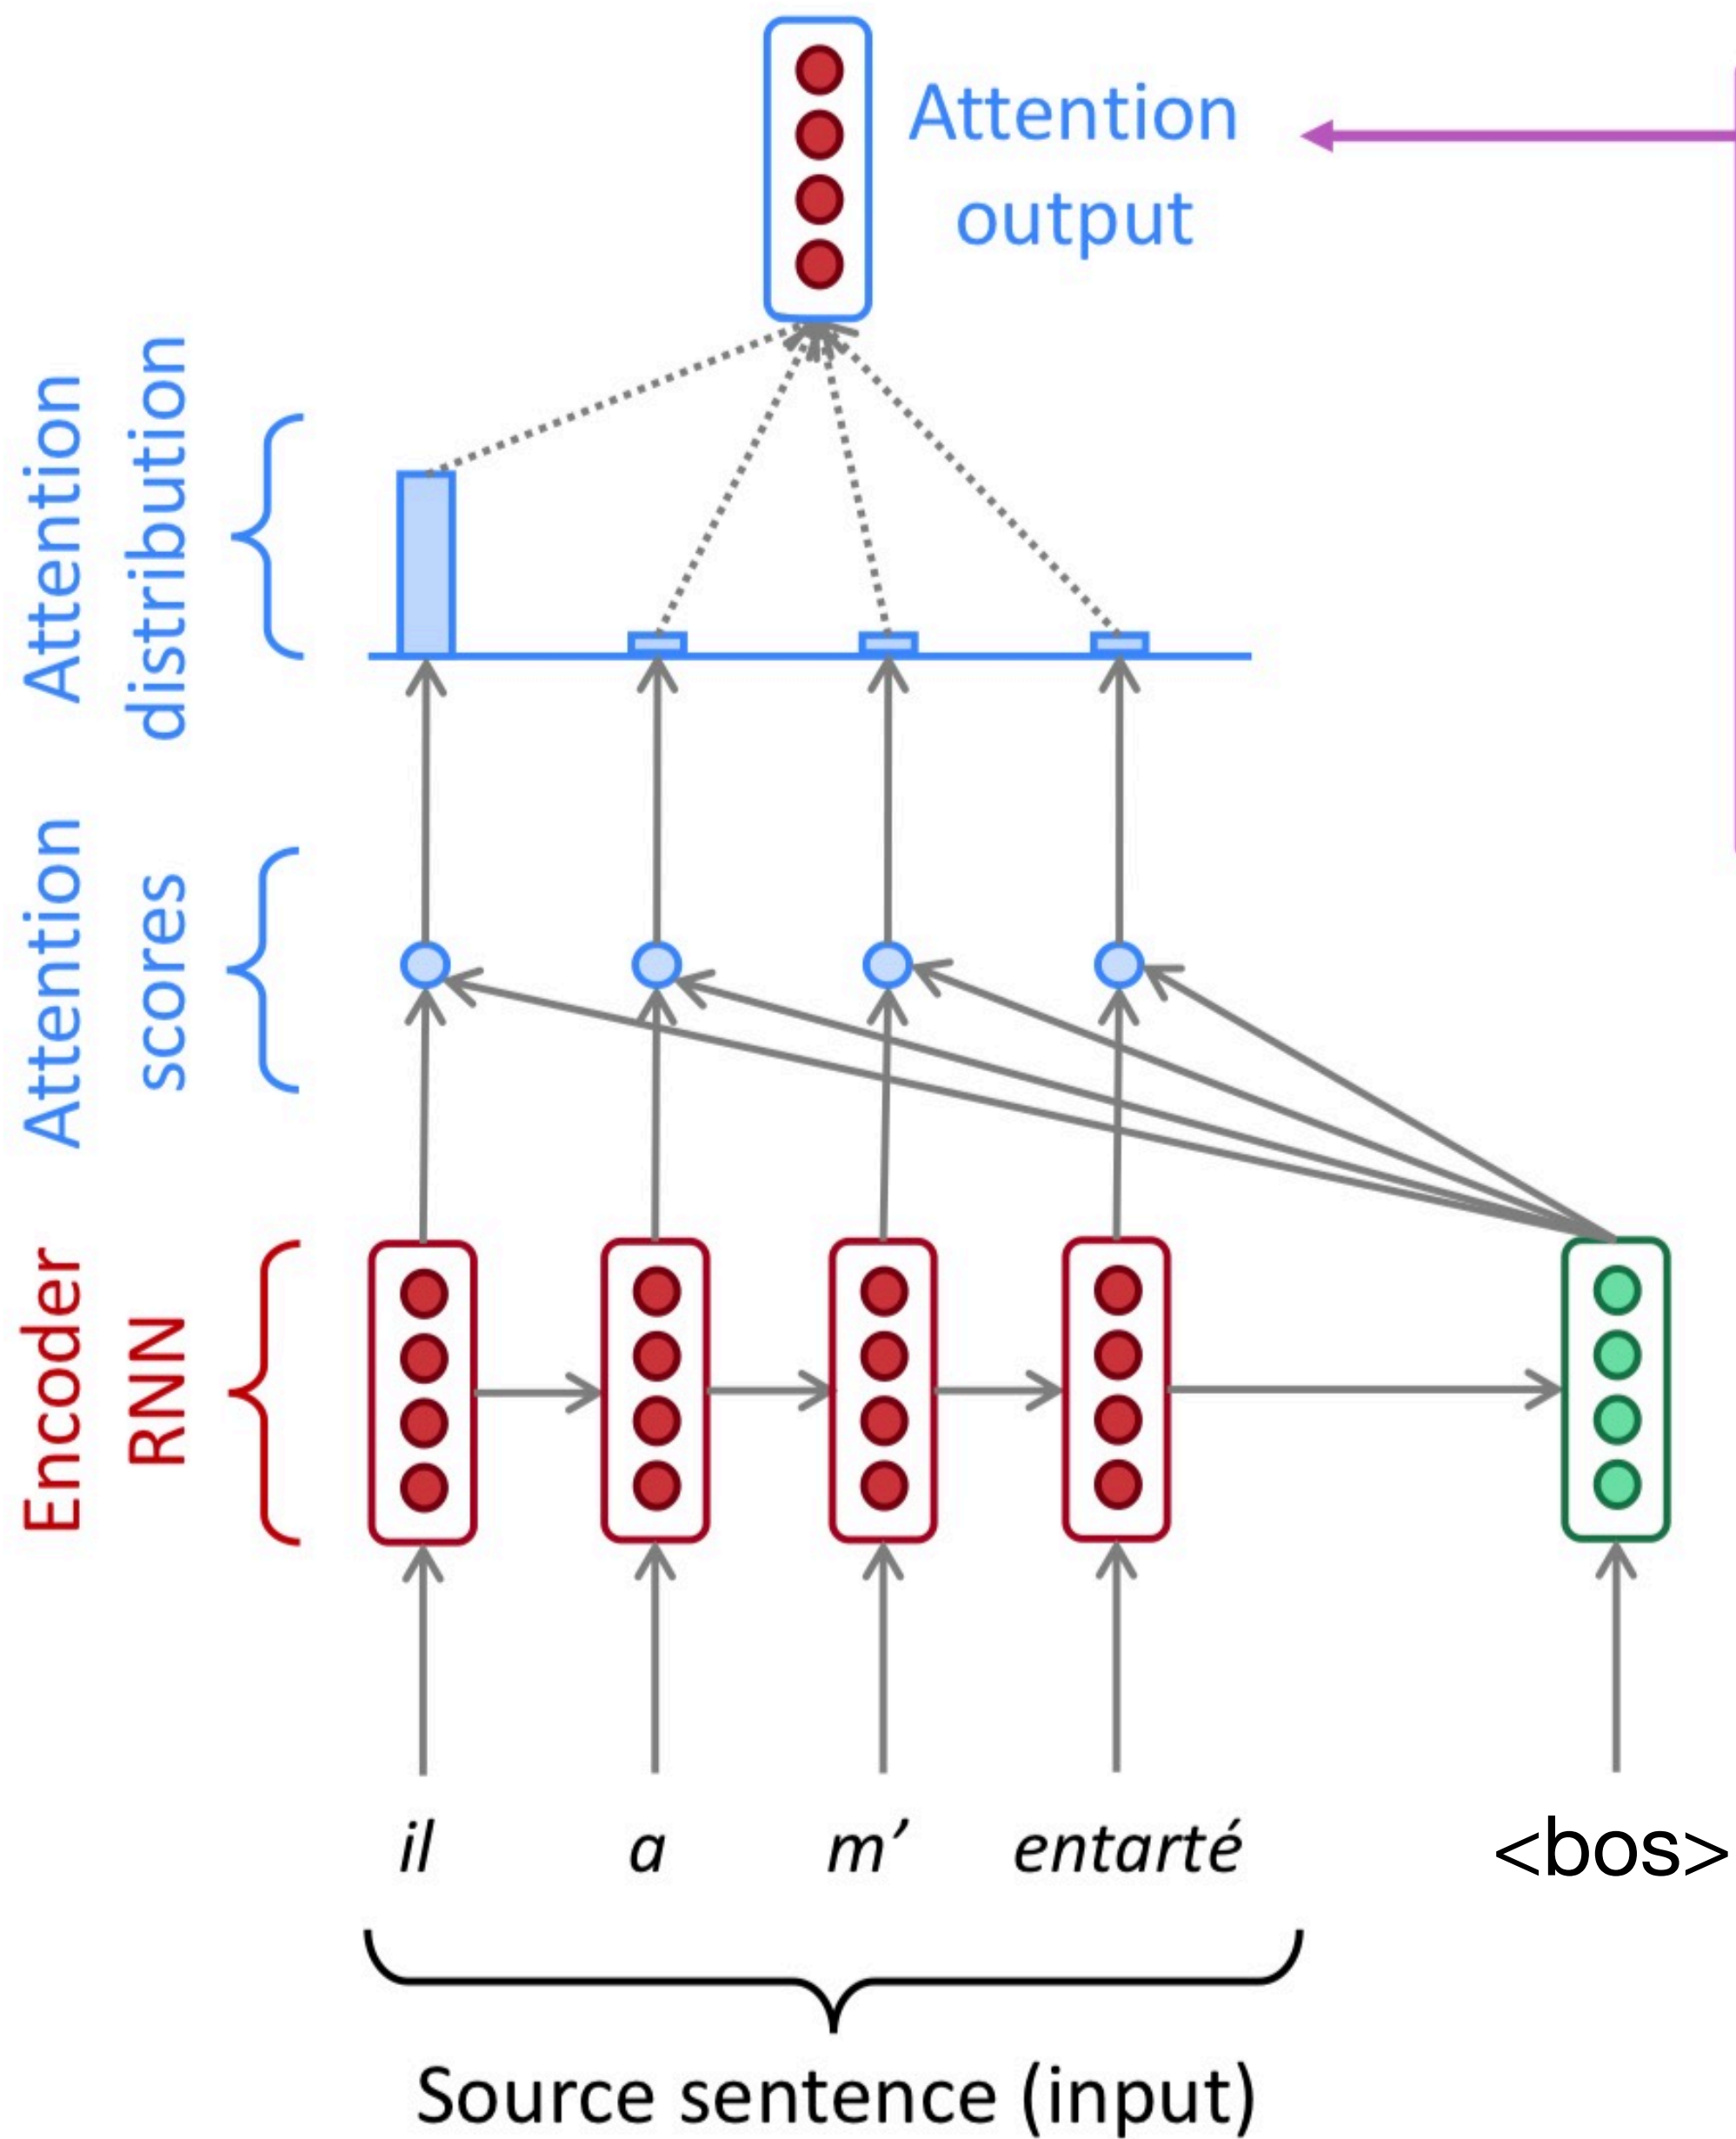 Attention
output
Attention
distribution
Attention
scores
Encoder
RNN
il a m’ entarté <bos>
Source sentence (input)